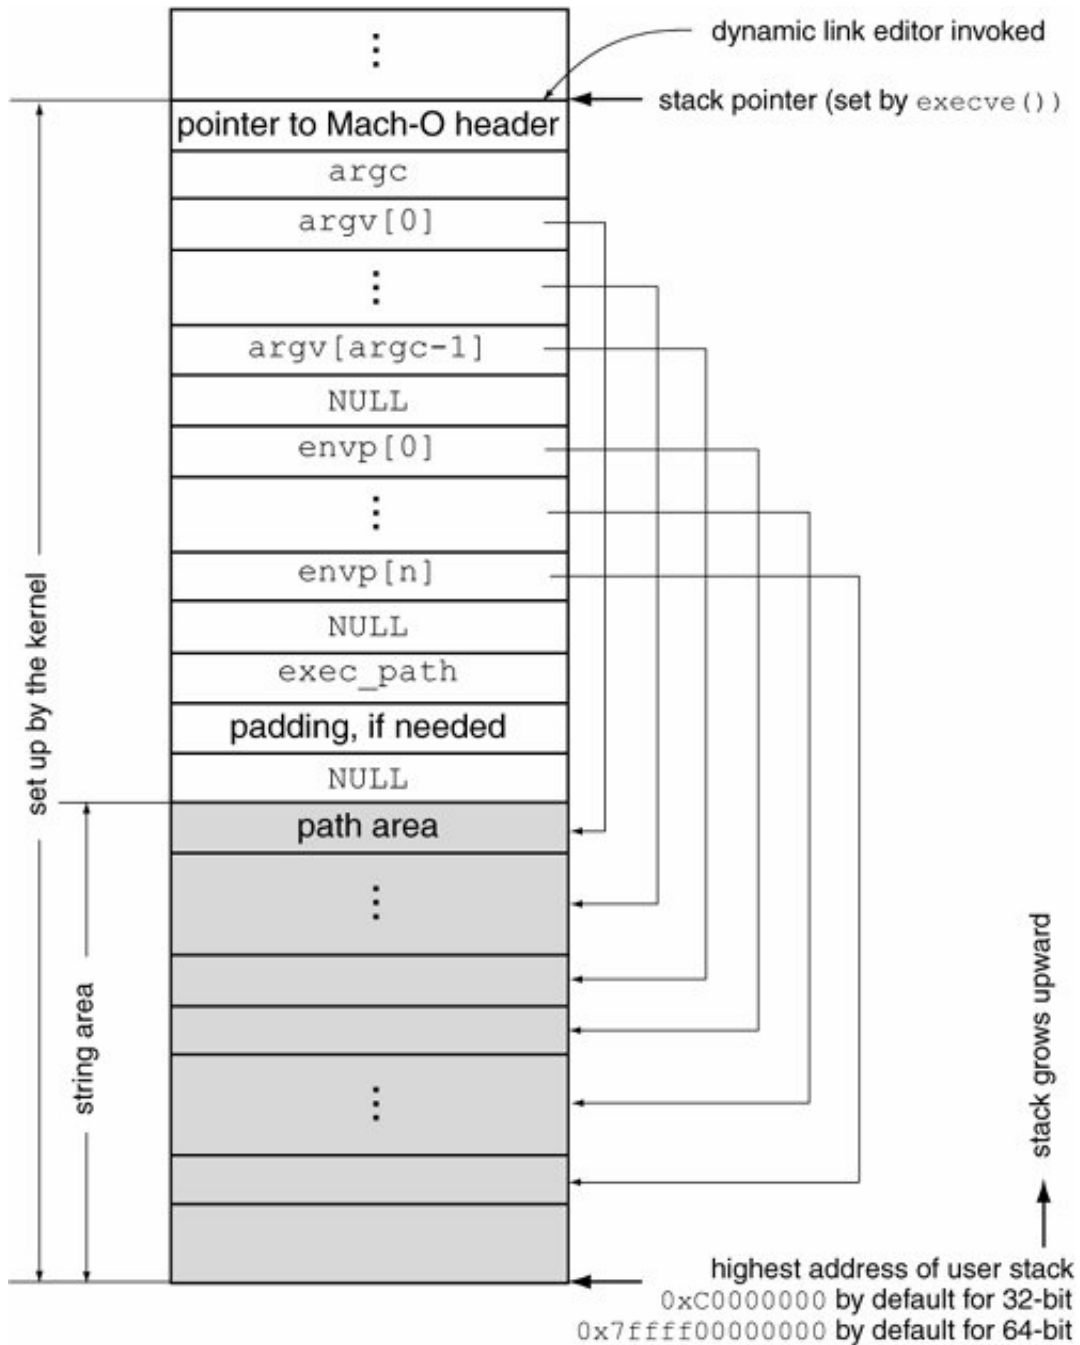 dynamic link editor invoked
stack pointer (set by execve())
pointer to Mach-O header
argc
argv[0]
⋮
argv[argc-1]
NULL
envp[0]
⋮
envp[n]
NULL
exec_path
padding, if needed
NULL
path area
⋮
⋮
set up by the kernel
string area
stack grows upward
highest address of user stack
0xC0000000 by default for 32-bit
0x7ffff00000000 by default for 64-bit